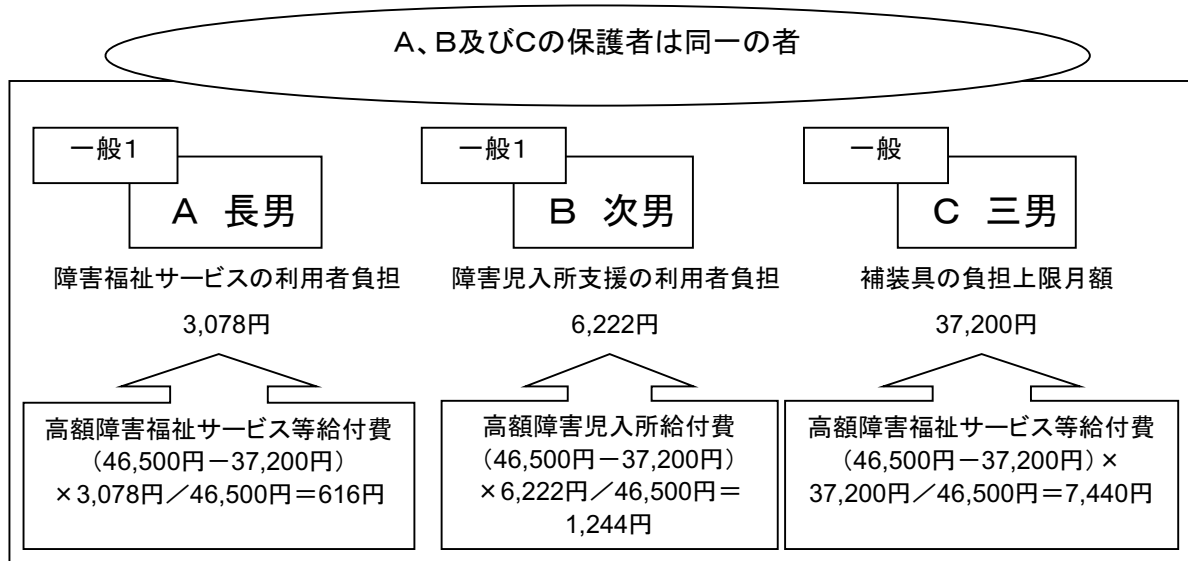 A、B及びCの保護者は同一の者
一般1
A 長男
障害福祉サービスの利用者負担
3,078円
高額障害福祉サービス等給付費
(46,500円-37,200円)
×3,078円/46,500円=616円
一般1
B 次男
障害児入所支援の利用者負担
6,222円
高額障害児入所給付費
(46,500円-37,200円)
×6,222円/46,500円=
1,244円
一般
C 三男
補装具の負担上限月額
37,200円
高額障害福祉サービス等給付費
(46,500円-37,200円)×
37,200円/46,500円=7,440円